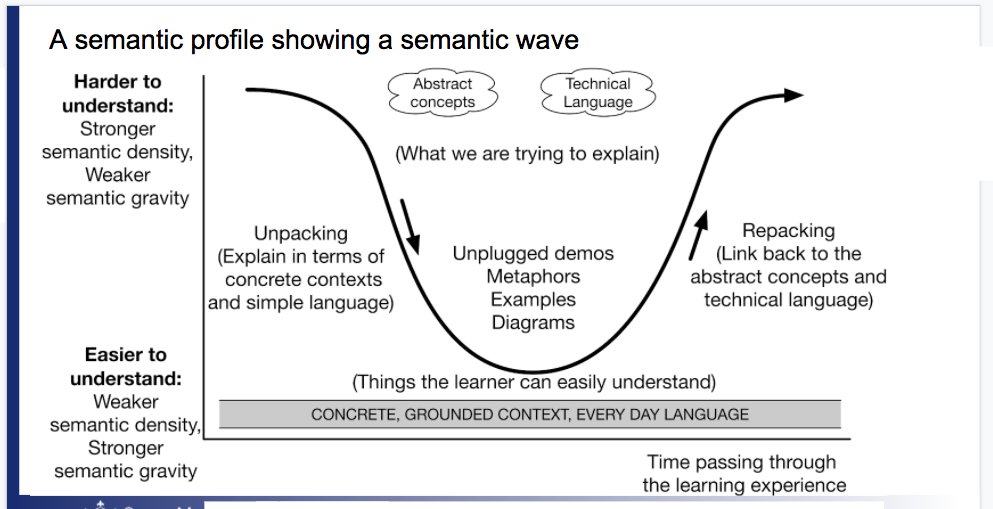 A semantic profile showing a semantic wave
Harder to
understand:
Stronger
semantic density,
Weaker
semantic gravity
Abstract
concepts
Technical
Language
(What we are trying to explain)
Unpacking
(Explain in terms of
concrete contexts
and simple language)
Unplugged demos
Metaphors
Examples
Diagrams
Repacking
(Link back to the
abstract concepts and
technical language)
Easier to
understand:
Weaker
semantic density,
Stronger
semantic gravity
(Things the learner can easily understand)
CONCRETE, GROUNDED CONTEXT, EVERY DAY LANGUAGE
Time passing through
the learning experience